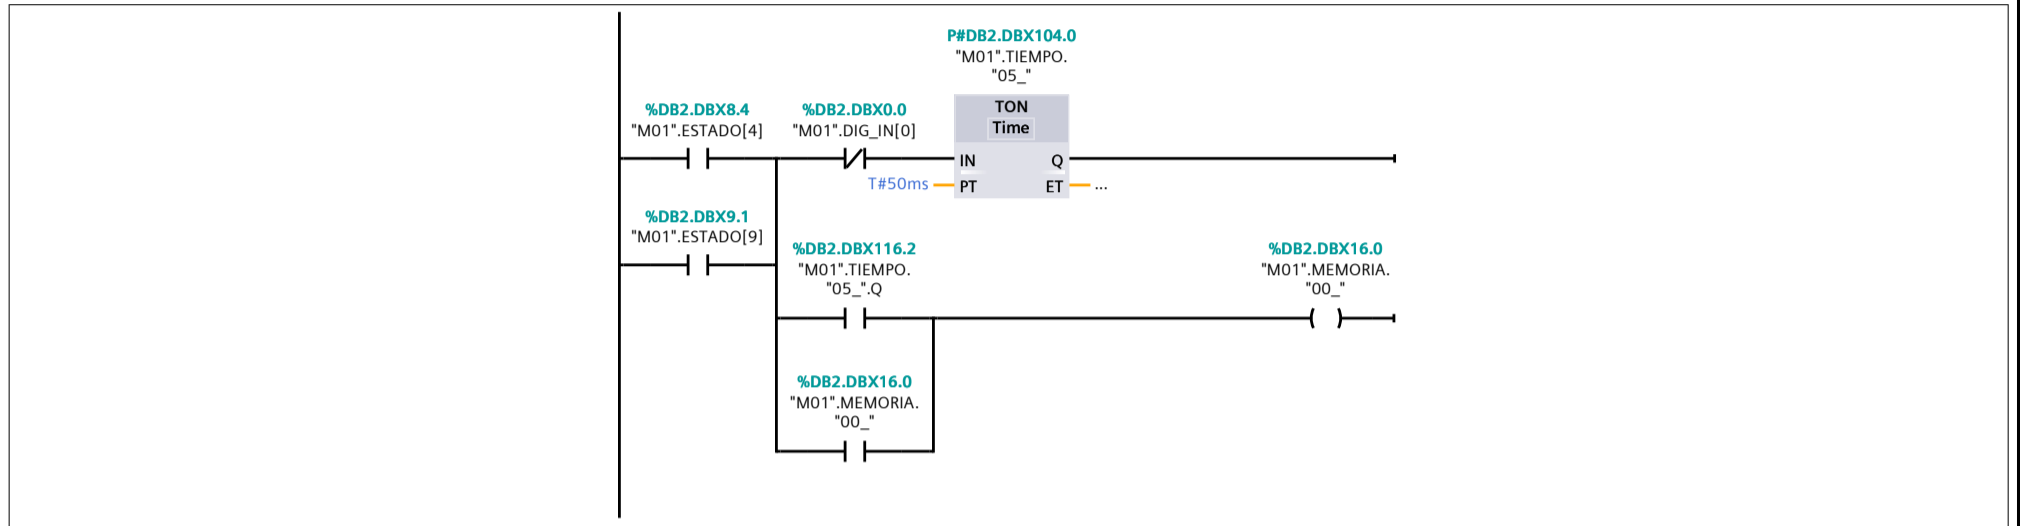 P#DB2.DBX104.0
"M01".TIEMPO.
"05_"
%DB2.DBX8.4
"M01".ESTADO[4]
%DB2.DBX0.0
"M01".DIG_IN[0]
TON
Time
IN
Q
T#50ms
PT
ET
...
%DB2.DBX9.1
"M01".ESTADO[9]
%DB2.DBX116.2
"M01".TIEMPO.
"05_".Q
%DB2.DBX16.0
"M01".MEMORIA.
"00_"
%DB2.DBX16.0
"M01".MEMORIA.
"00_"